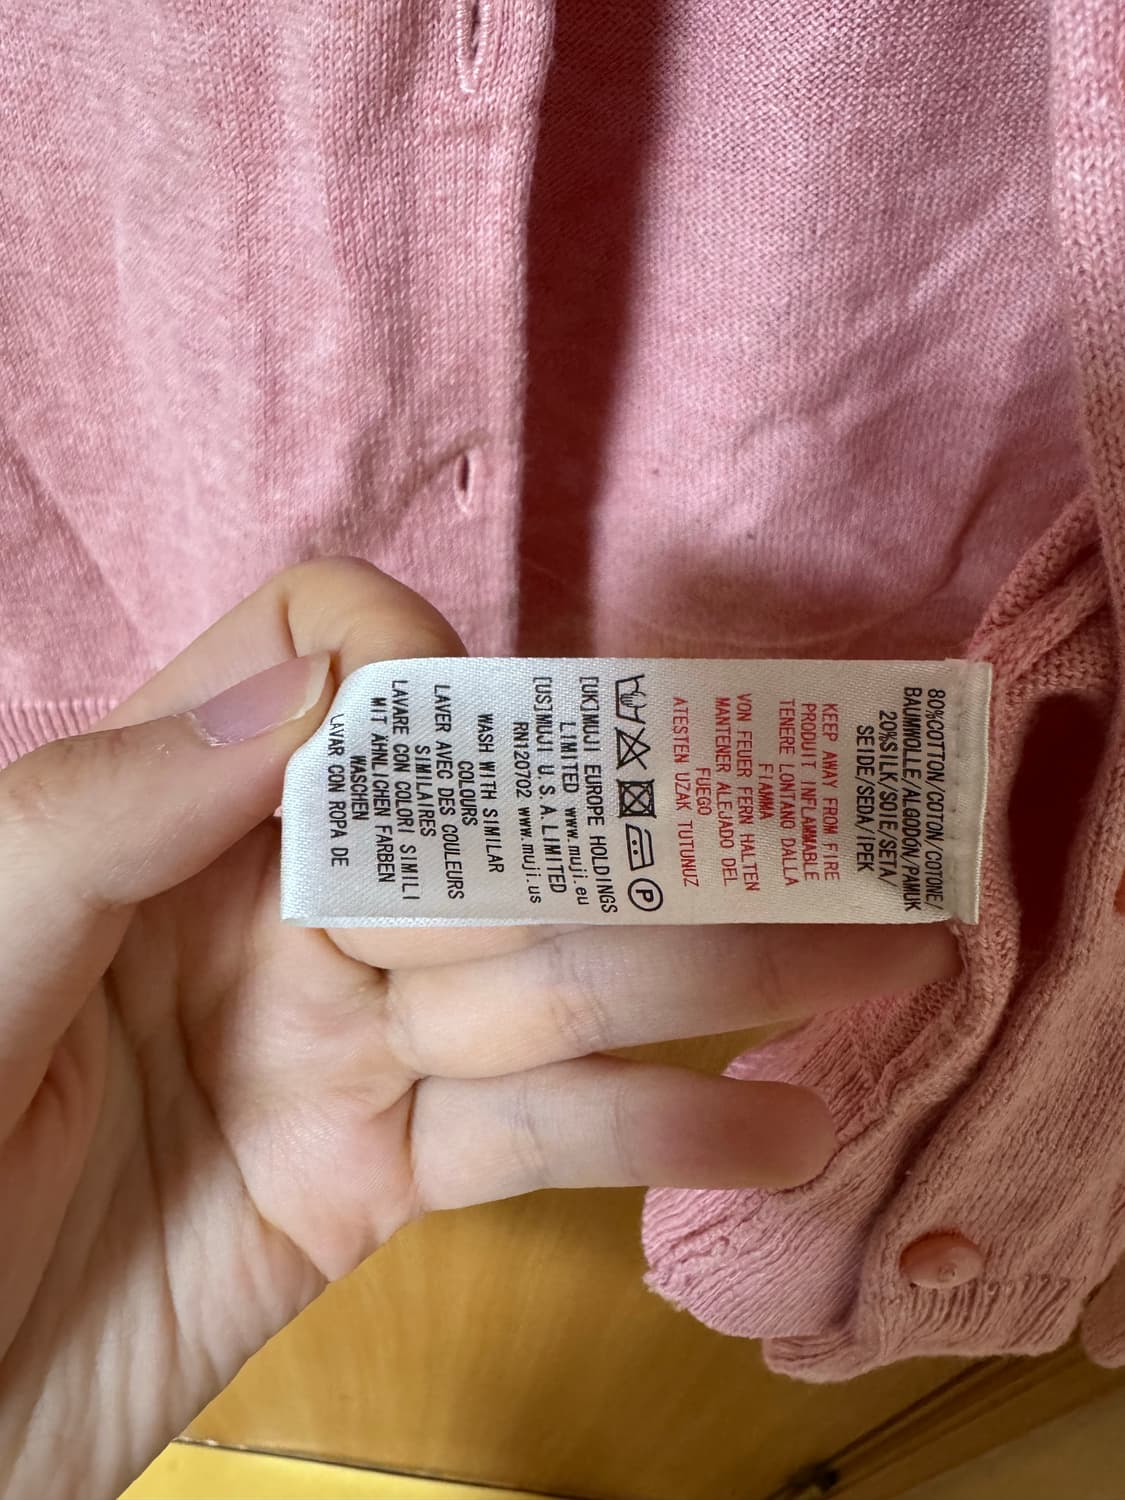 80%COTTON/COTON/COTONE/
BAUMWOLLE/ALGODÓN/PAMUK
20%SILK/SOIE/SETA/
SEIDE/SEDA/İPEK
KEEP AWAY FROM FIRE
PRODUIT INFLAMMABLE
TENERE LONTANO DALLA
FIAMMA
VON FEUER FERN HALTEN
MANTENER ALEJADO DEL
FUEGO
ATESTEN UZAK TUTUNUZ
P
[UK]MUJI EUROPE HOLDINGS
LIMITED www.muji.eu
[US]MUJI U.S.A.LIMITED
RN120702 www.muji.us
WASH WITH SIMILAR
COLOURS
LAVER AVEC DES COULEURS
SIMILAIRES
LAVARE CON COLORI SIMILI
MIT ÄHNLICHEN FARBEN
WASCHEN
LAVAR CON ROPA DE